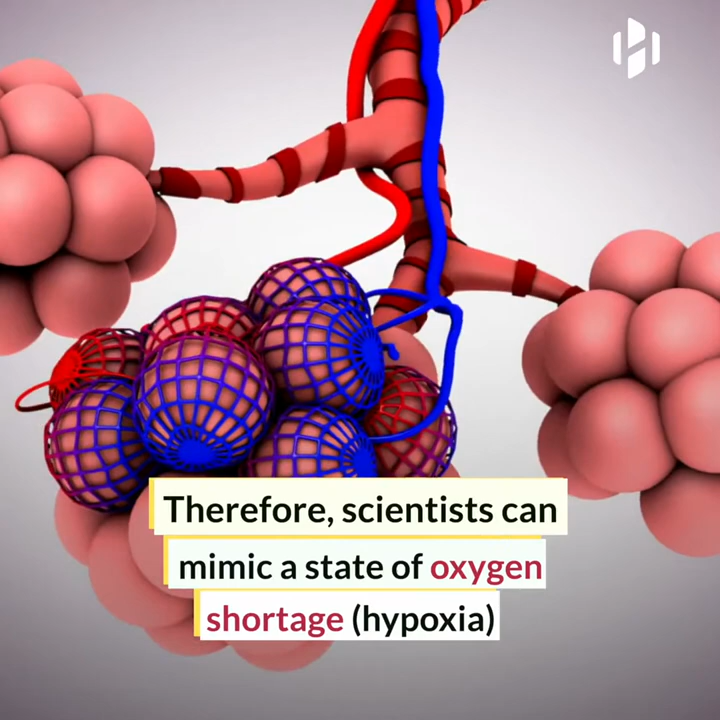 Therefore, scientists can
mimic a state of oxygen
shortage (hypoxia)